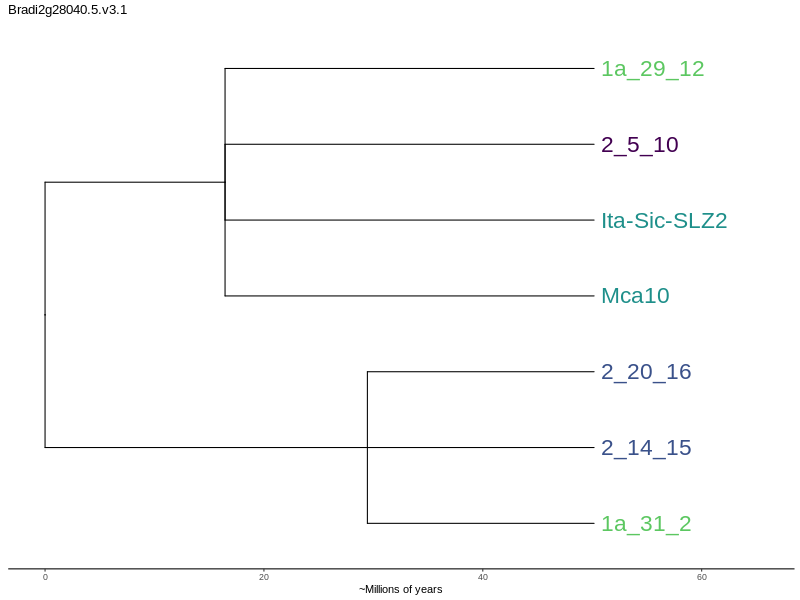 Bradi2g28040.5.v3.1
1a_29_12
2_5_10
Ita-Sic-SLZ2
Mca10
2_20_16
2_14_15
1a_31_2
0 20 40 60
~Millions of years